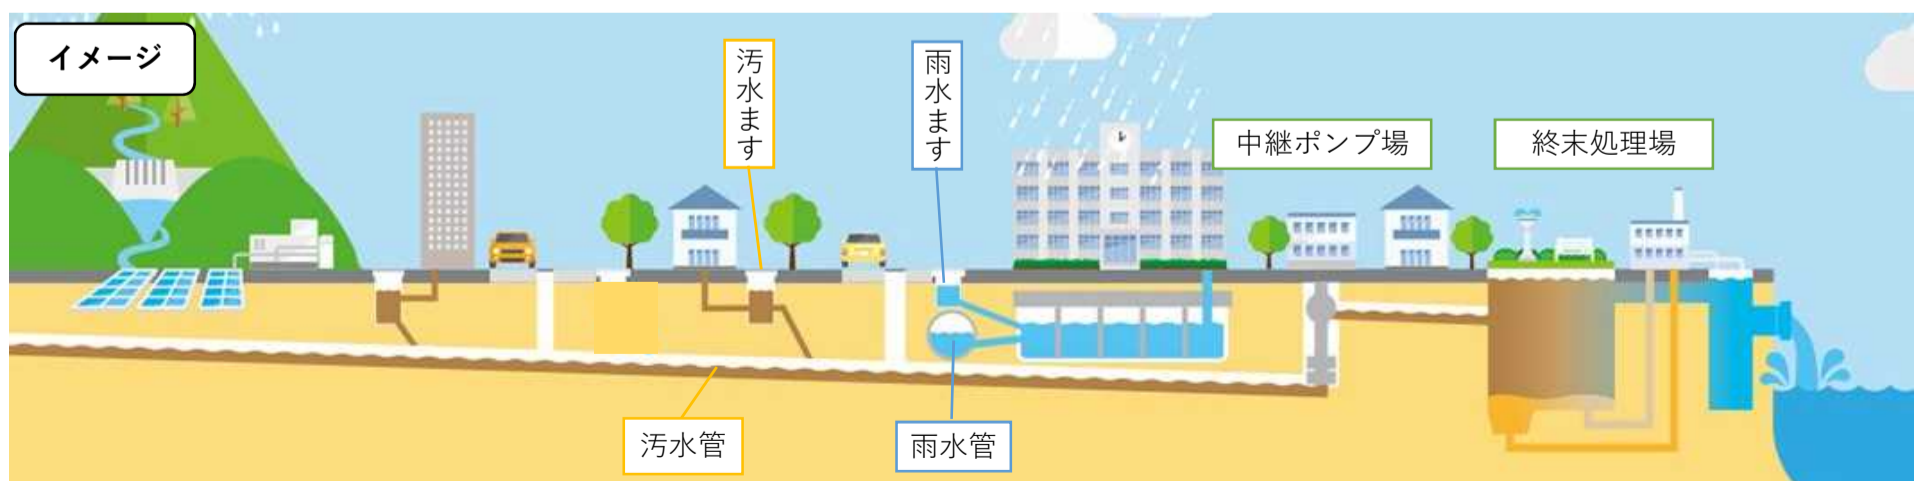 イメージ
汚水ます
雨水ます
中継ポンプ場
終末処理場
汚水管
雨水管